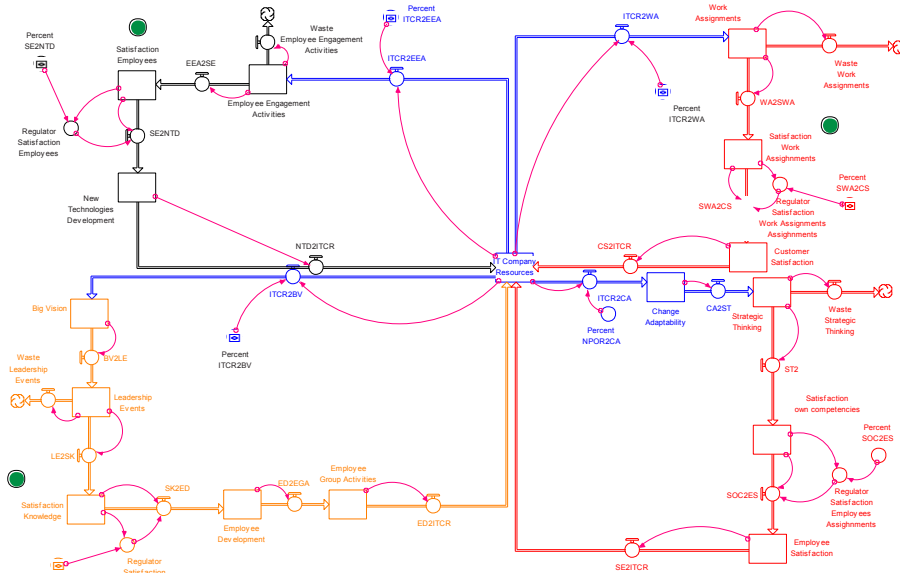 Percent
SE2NTD
Satisfaction
Employees
Waste
Employee Engagement
Activities
EEA2SE
Employee Engagement
Activities
Percent
ITCR2EEA
ITCR2EEA
Regulator
Satisfaction
Employees
SE2NTD
New
Technologies
Development
NTD2ITCR
ITCR2WA
Work
Assignments
Waste
Work
Assignments
Percent
ITCR2WA
WA2SWA
Satisfaction
Work
Assighnments
Percent
SWA2CS
SWA2CS
Regulator
Satisfaction
Work Assignments
Assighnments
IT Company
Resources
CS2ITCR
Customer
Satisfaction
ITCR2BV
Percent
ITCR2BV
ITCR2CA
Percent
NPOR2CA
Change
Adaptability
CA2ST
Strategic
Thinking
Waste
Strategic
Thinking
ST2
Big Vision
BV2LE
Waste
Leadership
Events
Leadership
Events
LE2SK
Satisfaction
own competencies
Percent
SOC2ES
SOC2ES
Regulator
Satisfaction
Employees
Assignments
Satisfaction
Knowledge
SK2ED
Regulator
Satisfaction
Employee
Development
ED2EGA
Employee
Group Activities
ED2ITCR
SE2ITCR
Employee
Satisfaction